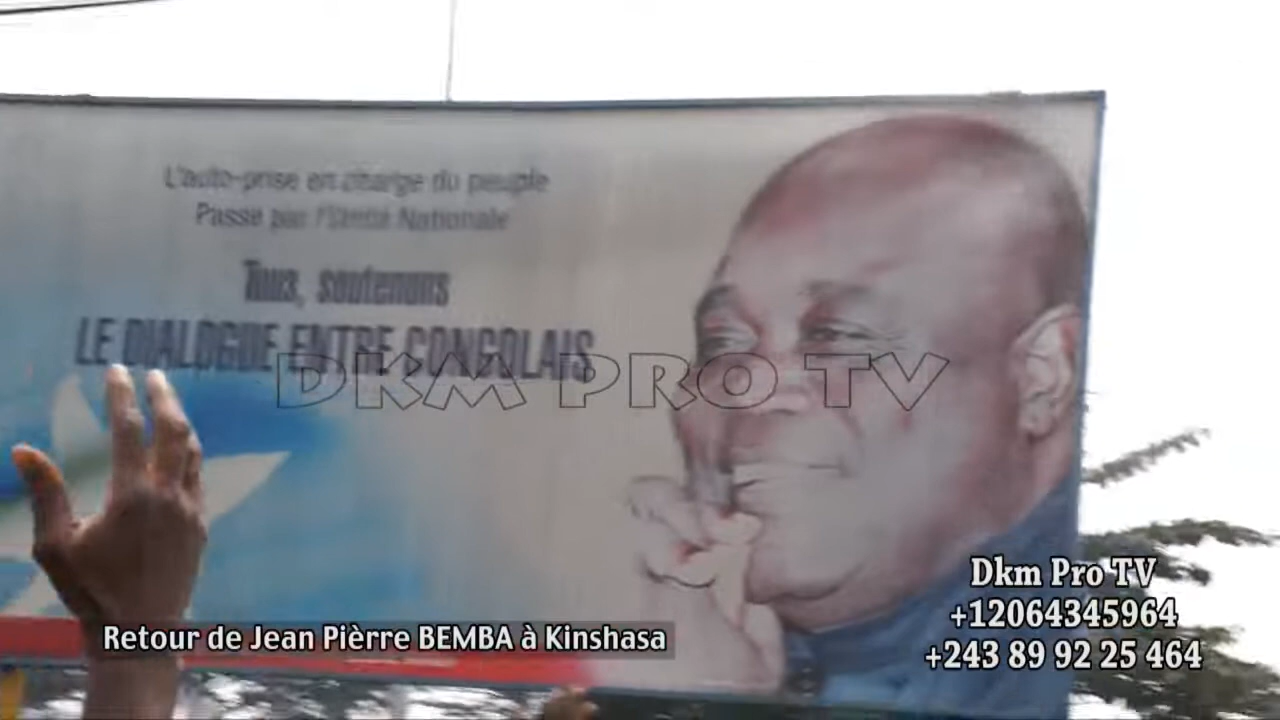 L'auto-prise en charge du peuple
Passe par l'Unité Nationale
Tous, soutenons
LE DIALOGUE ENTRE CONGOLAIS
DKM PRO TV
Retour de Jean Pièrre BEMBA à Kinshasa
Dkm Pro TV
+12064345964
+243 89 92 25 464